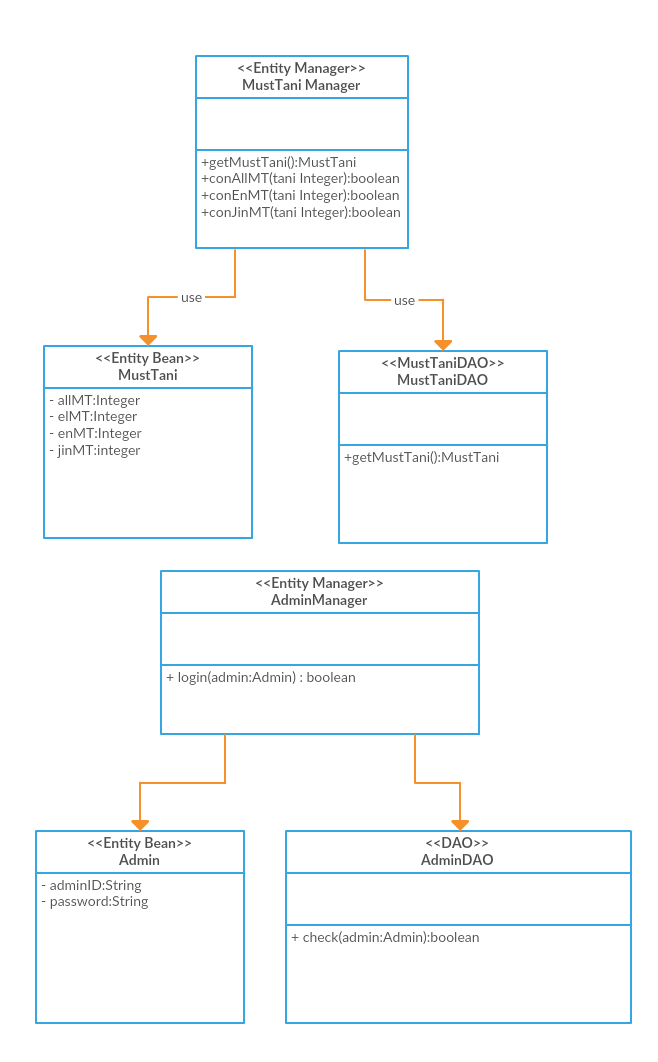 <<Entity Manager>>
MustTani Manager
+getMustTani():MustTani
+conAllMT(tani Integer):boolean
+conEnMT(tani Integer):boolean
+conJinMT(tani Integer):boolean
use
use
<<Entity Bean>>
MustTani
- allMT:Integer
- elMT:Integer
- enMT:Integer
- jinMT:integer
<<MustTaniDAO>>
MustTaniDAO
+getMustTani():MustTani
<<Entity Manager>>
AdminManager
+ login(admin:Admin) : boolean
<<Entity Bean>>
Admin
- adminID:String
- password:String
<<DAO>>
AdminDAO
+ check(admin:Admin):boolean